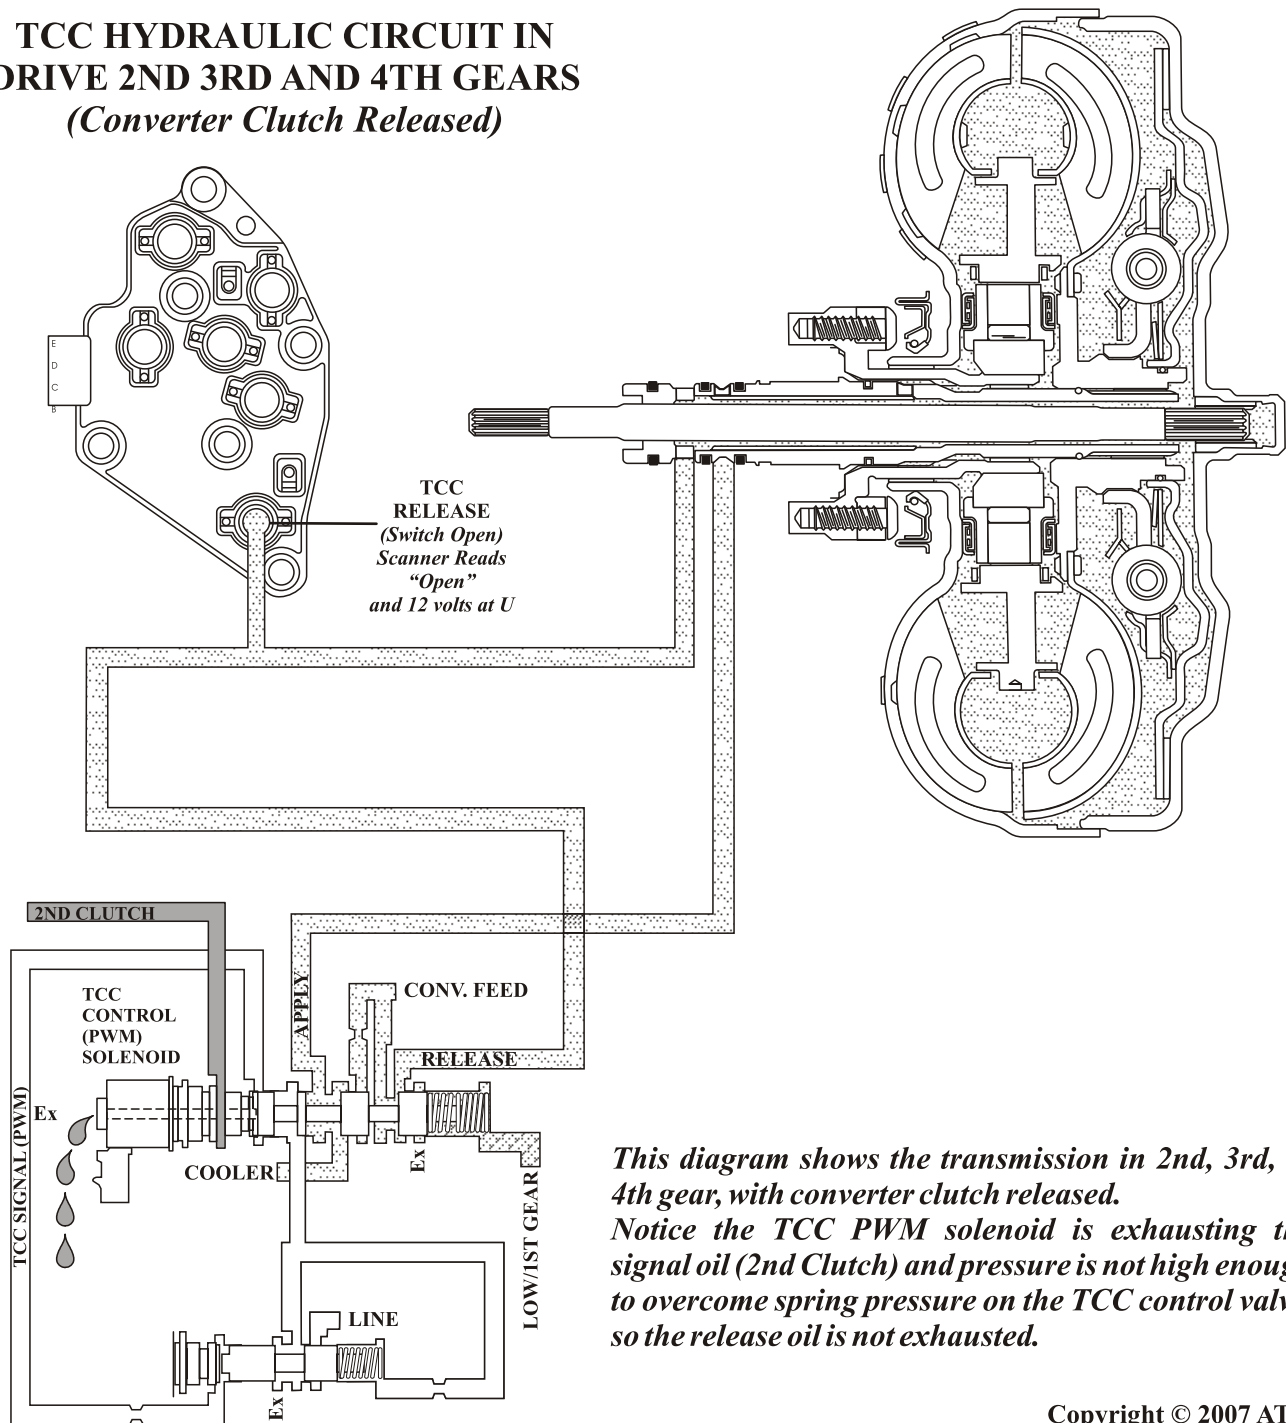 TCC HYDRAULIC CIRCUIT IN
DRIVE 2ND 3RD AND 4TH GEARS
(Converter Clutch Released)
E
D
C
B
TCC
RELEASE
(Switch Open)
Scanner Reads
“Open”
and 12 volts at U
2ND CLUTCH
TCC
CONTROL
(PWM)
SOLENOID
APPLY
CONV. FEED
RELEASE
Ex
TCC SIGNAL (PWM)
COOLER
Ex
LOW/1ST GEAR
LINE
Ex
This diagram shows the transmission in 2nd, 3rd,
4th gear, with converter clutch released.
Notice the TCC PWM solenoid is exhausting
signal oil (2nd Clutch) and pressure is not high enoug
to overcome spring pressure on the TCC control valv
so the release oil is not exhausted.
Copyright © 2007 AT